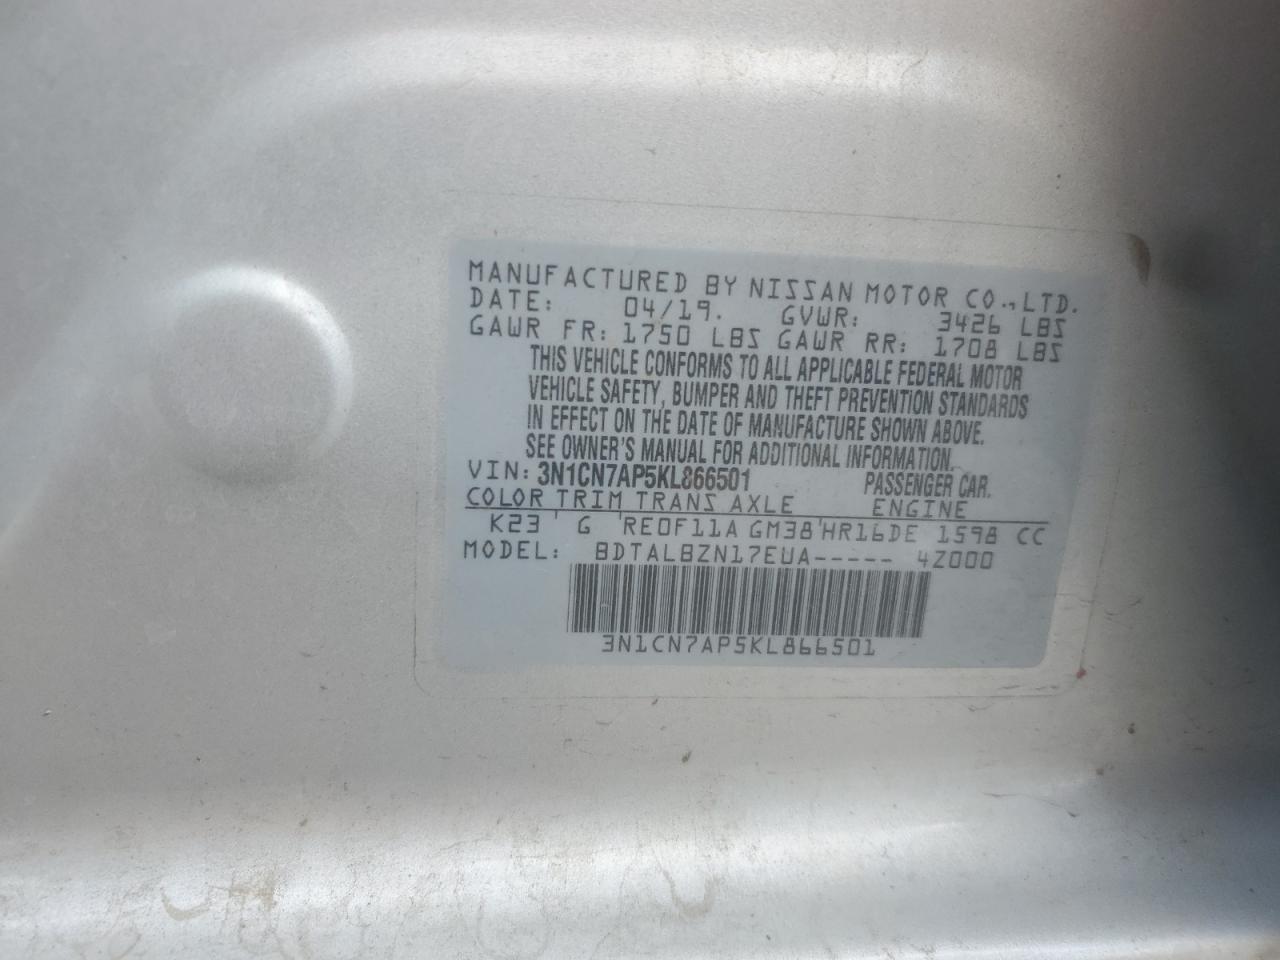 MANUFACTURED BY NISSAN MOTOR CO.,LTD.
DATE: 04/19. GVWR: 3426 LBS
GAWR FR: 1750 LBS GAWR RR: 1708 LBS
THIS VEHICLE CONFORMS TO ALL APPLICABLE FEDERAL MOTOR
VEHICLE SAFETY, BUMPER AND THEFT PREVENTION STANDARDS
IN EFFECT ON THE DATE OF MANUFACTURE SHOWN ABOVE.
SEE OWNER'S MANUAL FOR ADDITIONAL INFORMATION.
VIN: 3N1CN7AP5KL866501 PASSENGER CAR.
COLOR TRIM TRANS AXLE ENGINE
K23 ' G ' RE0F11A GM38 ' HR16DE 1598 CC
MODEL: BDTALBZN17EUA----- 4Z000
3N1CN7AP5KL866501